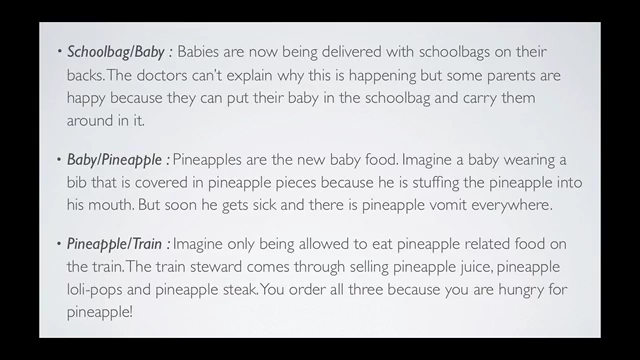 • Schoolbag/Baby : Babies are now being delivered with schoolbags on their
backs. The doctors can't explain why this is happening but some parents are
happy because they can put their baby in the schoolbag and carry them
around in it.
• Baby/Pineapple : Pineapples are the new baby food. Imagine a baby wearing a
bib that is covered in pineapple pieces because he is stuffing the pineapple into
his mouth. But soon he gets sick and there is pineapple vomit everywhere.
• Pineapple/Train : Imagine only being allowed to eat pineapple related food on
the train. The train steward comes through selling pineapple juice, pineapple
loli-pops and pineapple steak. You order all three because you are hungry for
pineapple!